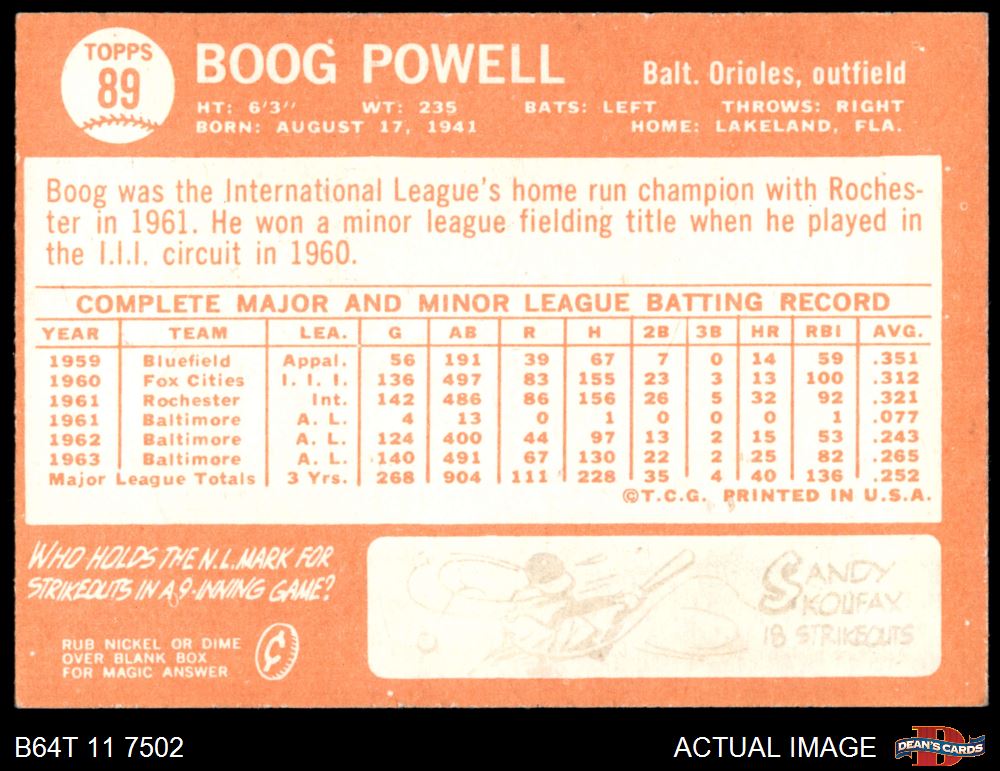 TOPPS
89
BOOG POWELL
Balt. Orioles, outfield
HT: 6'3" WT: 235 BATS: LEFT THROWS: RIGHT
BORN: AUGUST 17, 1941 HOME: LAKELAND, FLA.
Boog was the International League's home run champion with Roches-
ter in 1961. He won a minor league fielding title when he played in
the I.I.I. circuit in 1960.
COMPLETE MAJOR AND MINOR LEAGUE BATTING RECORD
YEAR TEAM LEA. G AB R H 2B 3B HR RBI AVG.
1959 Bluefield Appal. 56 191 39 67 7 0 14 59 .351
1960 Fox Cities I. I. I. 136 497 83 155 23 3 13 100 .312
1961 Rochester Int. 142 486 86 156 26 5 32 92 .321
1961 Baltimore A. L. 4 13 0 1 0 0 0 1 .077
1962 Baltimore A. L. 124 400 44 97 13 2 15 53 .243
1963 Baltimore A. L. 140 491 67 130 22 2 25 82 .265
Major League Totals 3 Yrs. 268 904 111 228 35 4 40 136 .252
©T.C.G. PRINTED IN U.S.A.
WHO HOLDS THE N.L. MARK FOR
STRIKEOUTS IN A 9-INNING GAME?
RUB NICKEL OR DIME
OVER BLANK BOX
FOR MAGIC ANSWER
¢
SANDY
KOUFAX
18 STRIKEOUTS
B64T 11 7502
ACTUAL IMAGE
D
DEAN'S CARDS